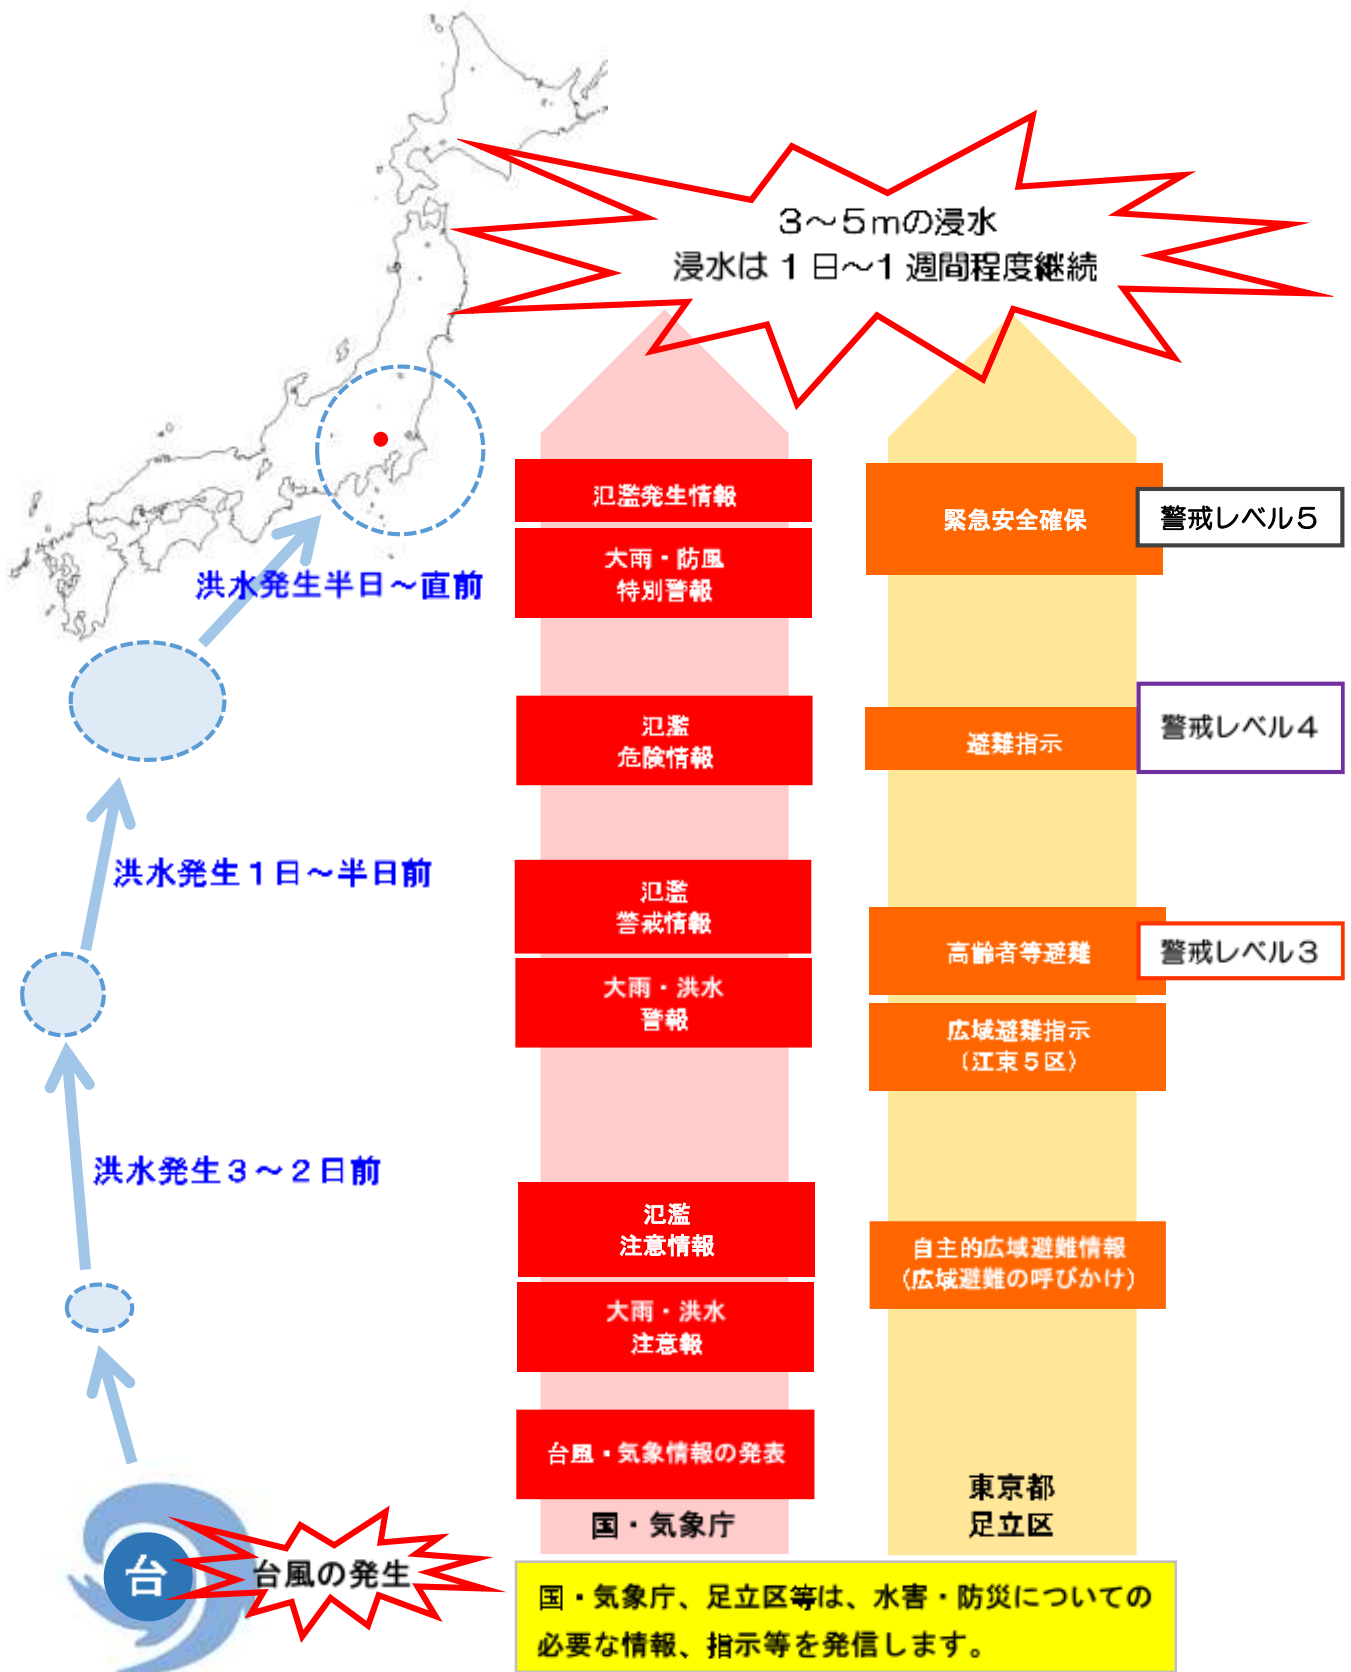 3～5mの浸水
浸水は1日～1週間程度継続
氾濫発生情報
大雨・防風
特別警報
緊急安全確保
警戒レベル5
洪水発生半日～直前
氾濫
危険情報
避難指示
警戒レベル4
洪水発生1日～半日前
氾濫
警戒情報
大雨・洪水
警報
高齢者等避難
警戒レベル3
広域避難指示
（江東5区）
洪水発生3～2日前
氾濫
注意情報
大雨・洪水
注意報
自主的広域避難情報
（広域避難の呼びかけ）
台風・気象情報の発表
国・気象庁
東京都
足立区
台
台風の発生
国・気象庁、足立区等は、水害・防災についての
必要な情報、指示等を発信します。